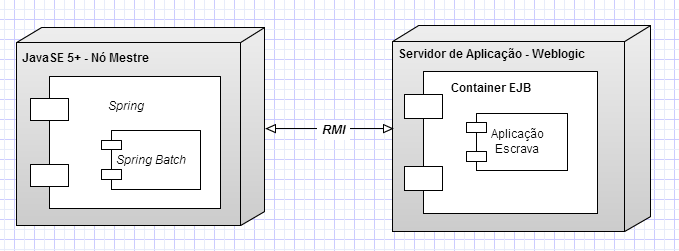 JavaSE 5+ - Nó Mestre
Spring
Spring Batch
RMI
Servidor de Aplicação - Weblogic
Container EJB
Aplicação
Escrava